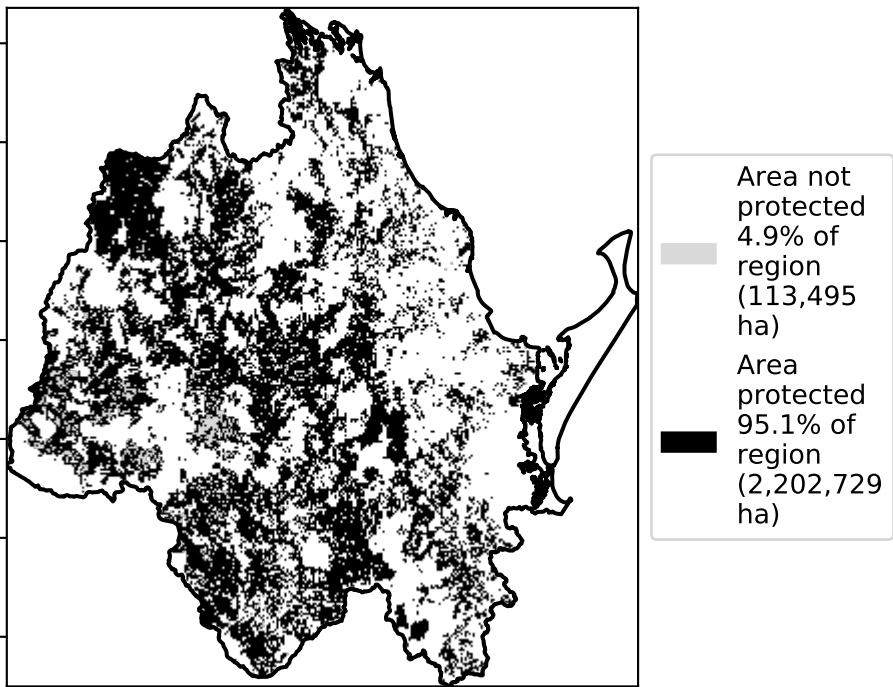 Area not
protected
4.9% of
region
(113,495
ha)
Area
protected
95.1% of
region
(2,202,729
ha)